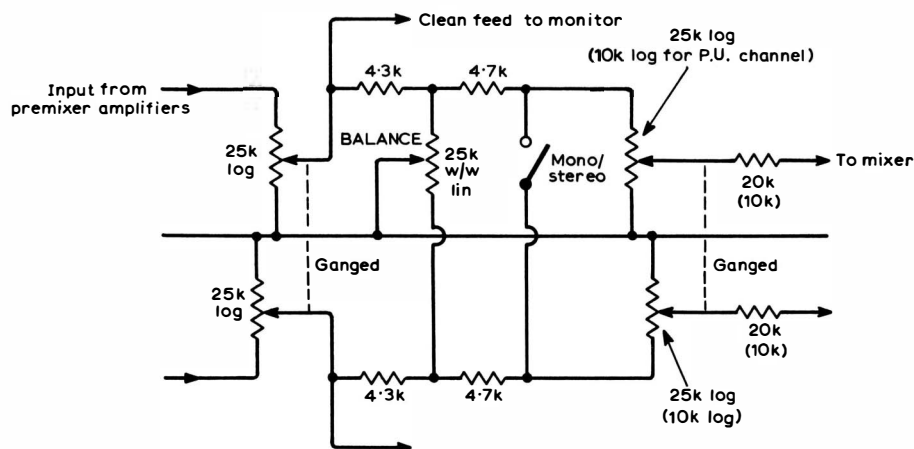 Clean feed to monitor
25k log
(10k log for P.U. channel)
4·3k
4·7k
Input from
premixer amplifiers
BALANCE
25k
log
25k
w/w
lin
Mono/
stereo
To mixer
20k
(10k)
Ganged
Ganged
25k
log
20k
(10k)
4·3k
4·7k
25k log
(10k log)